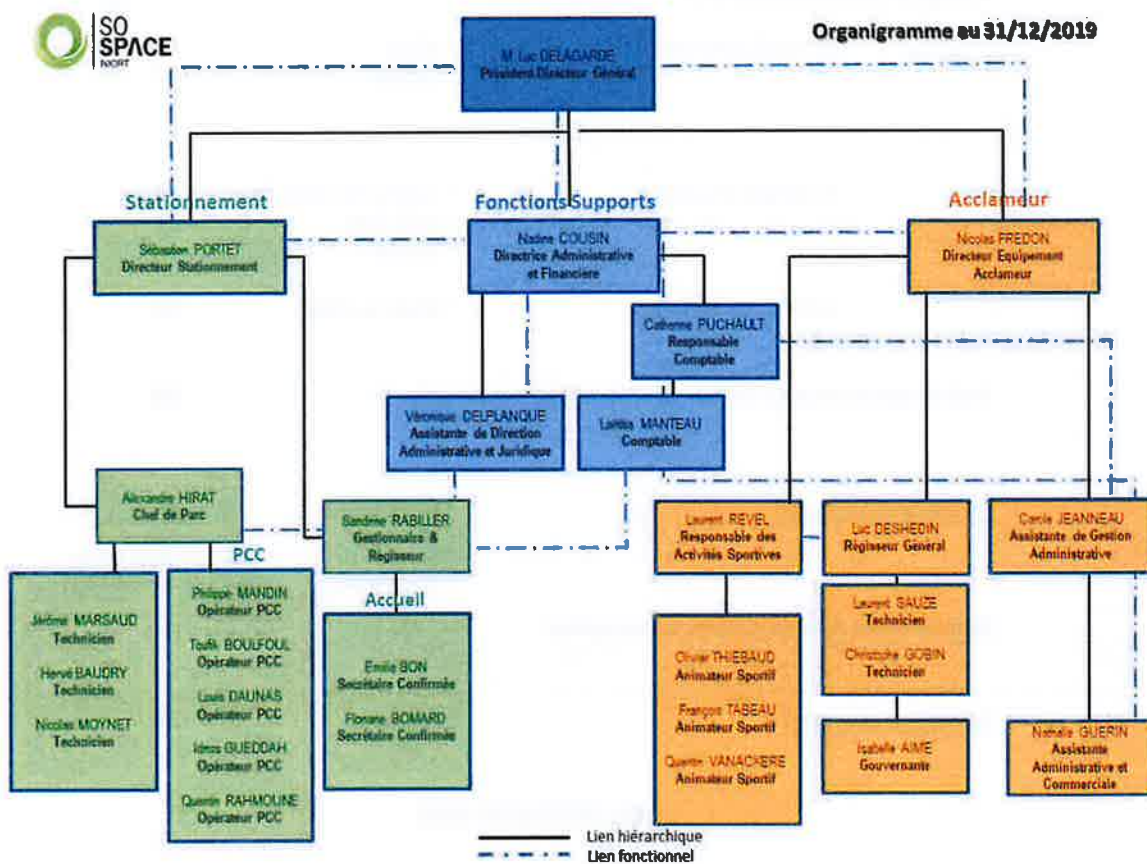 SO
SPACE
NIORT
Organigramme au 31/12/2019
M. Luc DELAGARDE
Président Directeur Général
Stationnement
Fonctions Supports
Acclameur
Sébastien PORTET
Directeur Stationnement
Nadine COUSIN
Directrice Administrative
et Financière
Nicolas FREDON
Directeur Equipement
Acclameur
Catherine PUCHAULT
Responsable
Comptable
Véronique DELPLANQUE
Assistante de Direction
Administrative et Juridique
Laëtitia MANTEAU
Comptable
Alexandre HIRAT
Chef de Parc
Sandrine RABILLER
Gestionnaire &
Régisseur
Laurent REVEL
Responsable des
Activités Sportives
Luc DESHEDIN
Régisseur Général
Carole JEANNEAU
Assistante de Gestion
Administrative
PCC
Accueil
Jérôme MARSAUD
Technicien
Hervé BAUDRY
Technicien
Nicolas MOYNET
Technicien
Philippe MANDIN
Opérateur PCC
Toufik BOULFOUL
Opérateur PCC
Louis DAUNAS
Opérateur PCC
Idriss GUEDDAH
Opérateur PCC
Quentin RAHMOUNE
Opérateur PCC
Emilie BON
Secrétaire Confirmée
Floriane BOMARD
Secrétaire Confirmée
Olivier THIEBAUD
Animateur Sportif
François TABEAU
Animateur Sportif
Quentin VANACKERE
Animateur Sportif
Laurent SAUZE
Technicien
Christophe GOBIN
Technicien
Isabelle AIME
Gouvernante
Nathalie GUERIN
Assistante
Administrative et
Commerciale
Lien hiérarchique
Lien fonctionnel